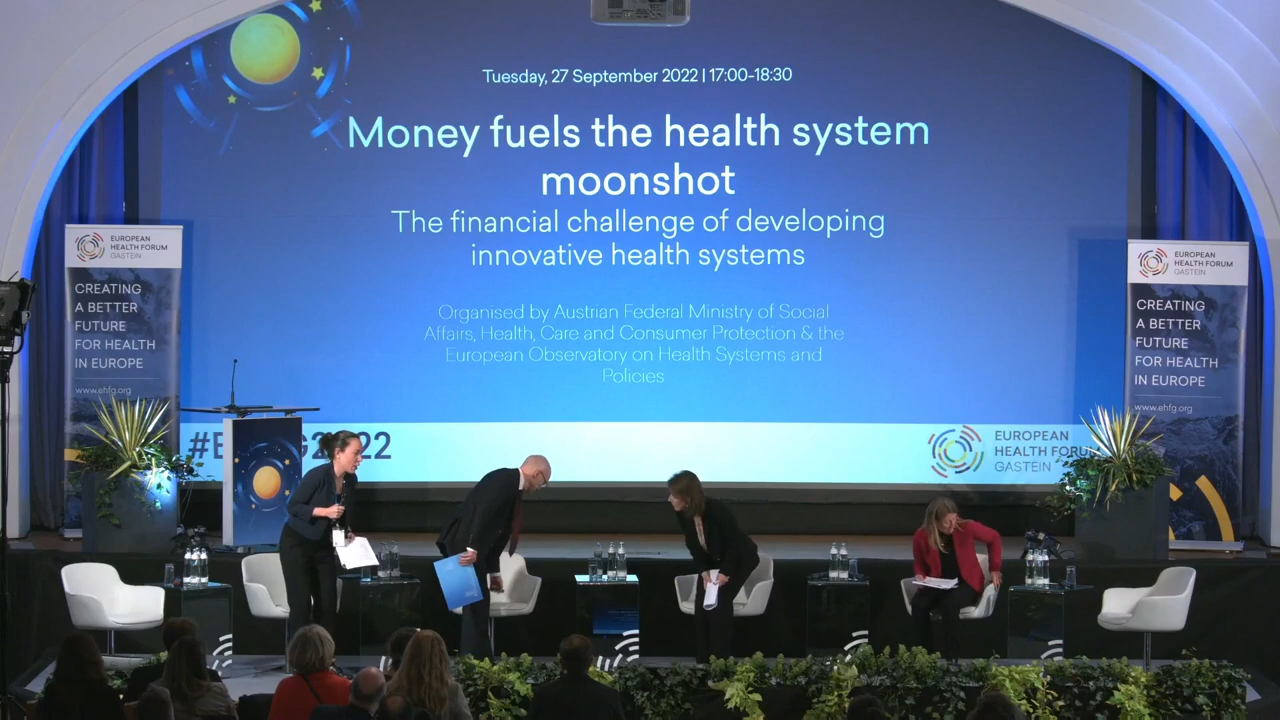 Tuesday, 27 September 2022 | 17:00-18:30
Money fuels the health system
moonshot
The financial challenge of developing
innovative health systems
Organised by Austrian Federal Ministry of Social
Affairs, Health, Care and Consumer Protection & the
European Observatory on Health Systems and
Policies
EUROPEAN
HEALTH FORUM
GASTEIN
CREATING
A BETTER
FUTURE
FOR HEALTH
IN EUROPE
www.ehfg.org
EUROPEAN
HEALTH FORUM
GASTEIN
CREATING
A BETTER
FUTURE
FOR HEALTH
IN EUROPE
www.ehfg.org
EUROPEAN
HEALTH FORUM
GASTEIN